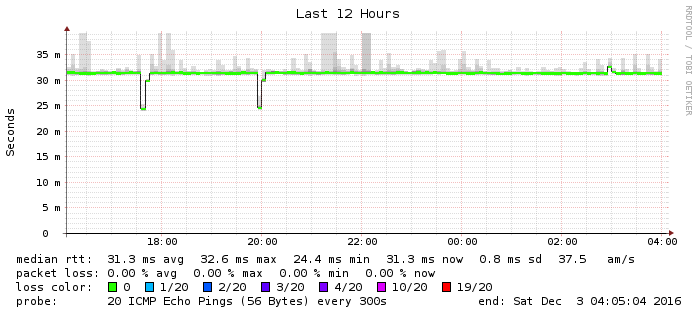 Last 12 Hours
RRDTOOL / TOBI OETIKER
Seconds
35 m
30 m
25 m
20 m
15 m
10 m
5 m
0
18:00 20:00 22:00 00:00 02:00 04:00
median rtt: 31.3 ms avg 32.6 ms max 24.4 ms min 31.3 ms now 0.8 ms sd 37.5 am/s
packet loss: 0.00 % avg 0.00 % max 0.00 % min 0.00 % now
loss color: 0 1/20 2/20 3/20 4/20 10/20 19/20
probe: 20 ICMP Echo Pings (56 Bytes) every 300s end: Sat Dec 3 04:05:04 2016